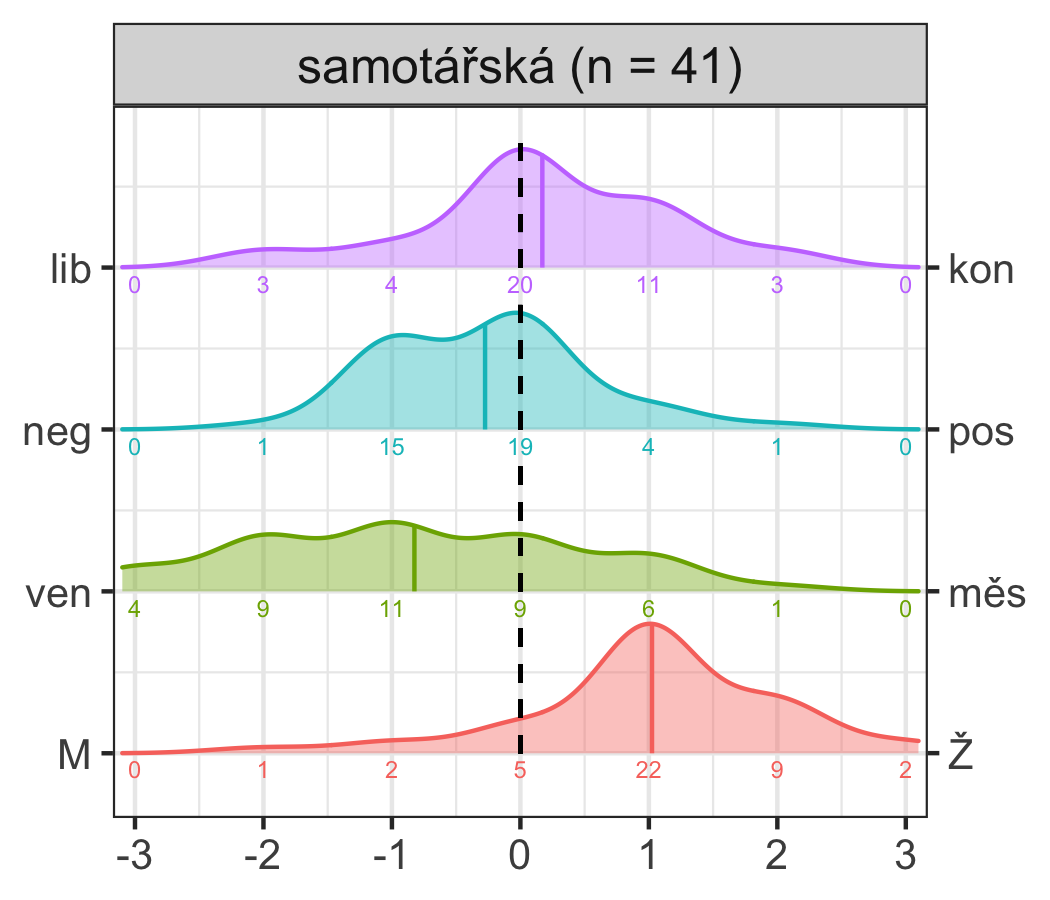 samotářská (n = 41)
lib kon
0 3 4 20 11 3 0
neg pos
0 1 15 19 4 1 0
ven měs
4 9 11 9 6 1 0
M Ž
0 1 2 5 22 9 2
-3 -2 -1 0 1 2 3